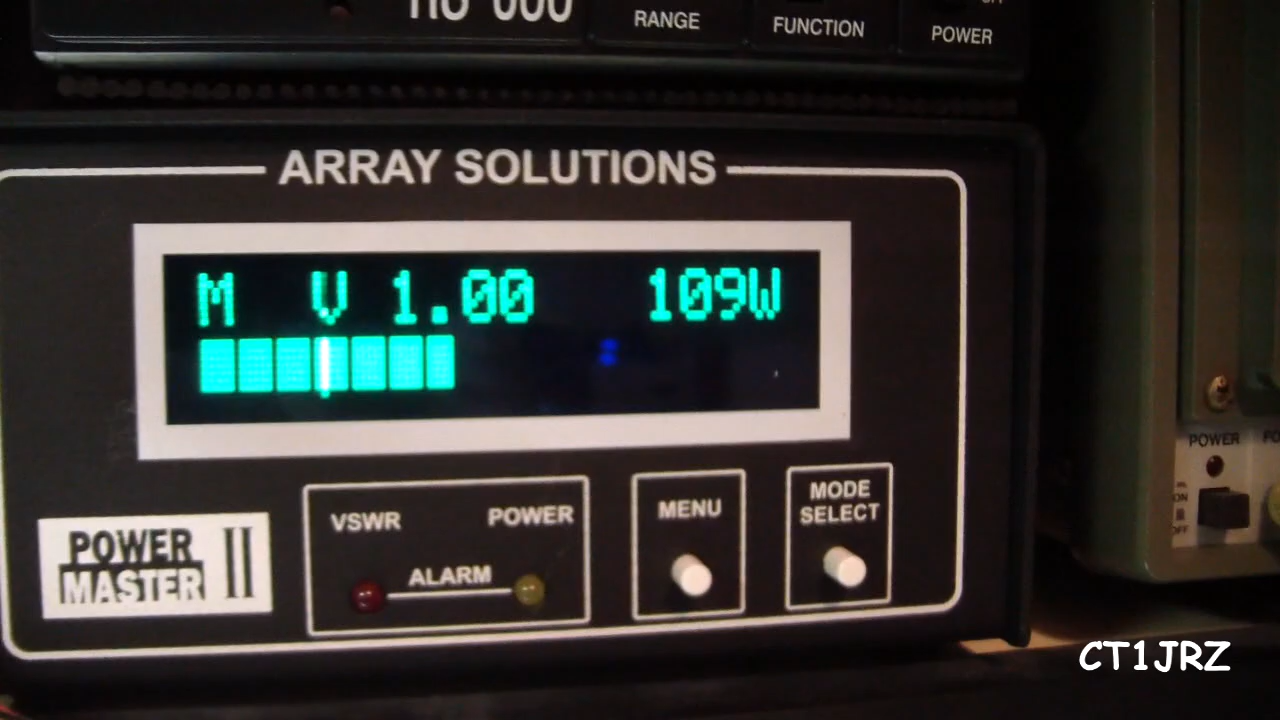 RANGE
FUNCTION
POWER
ARRAY SOLUTIONS
M V 1.00 109W
VSWR POWER
ALARM
MENU
MODE
SELECT
POWER
MASTER II
POWER
ON
CT1JRZ